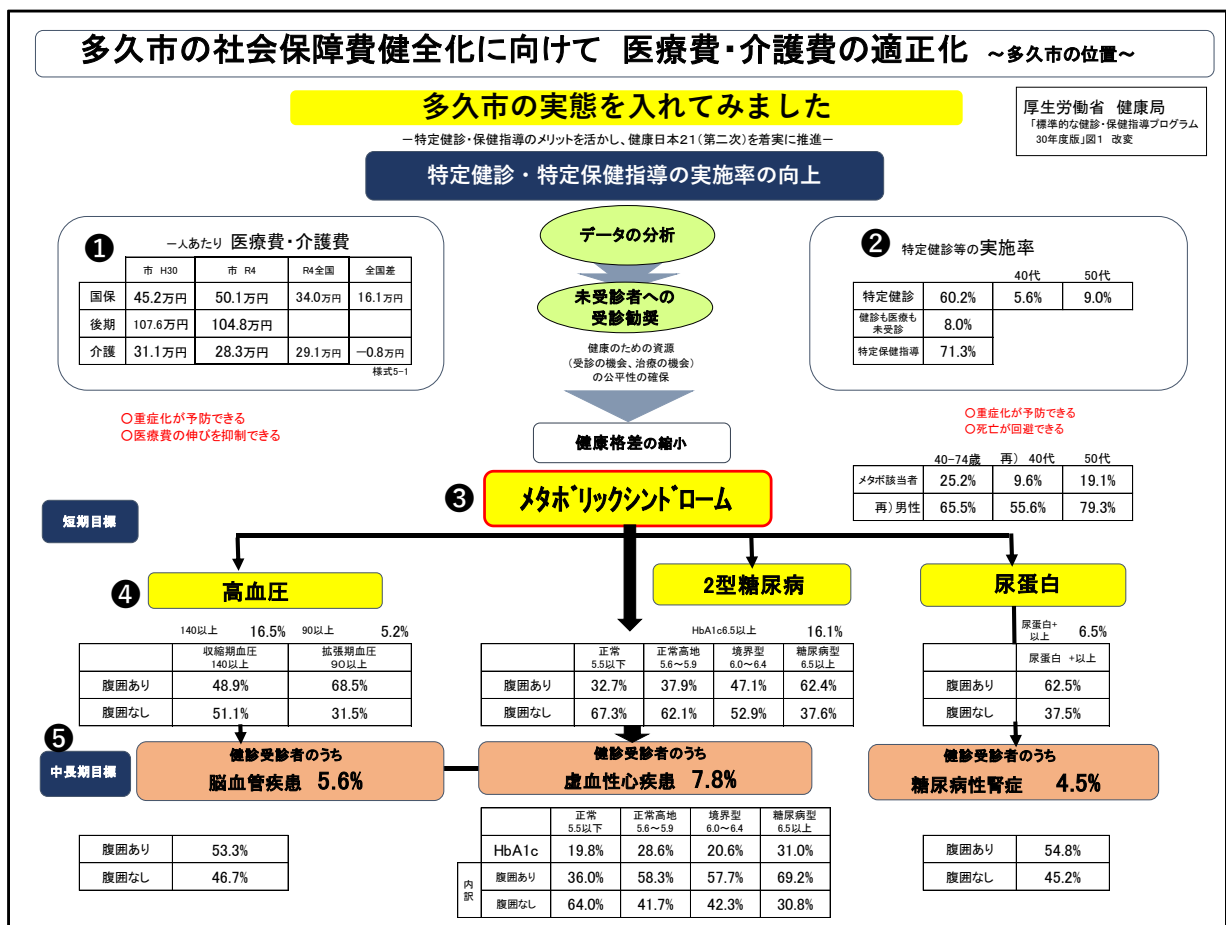 多久市の社会保障費健全化に向けて 医療費・介護費の適正化 ～多久市の位置～
多久市の実態を入れてみました
－特定健診・保健指導のメリットを活かし、健康日本21(第二次)を着実に推進－
特定健診・特定保健指導の実施率の向上
厚生労働省 健康局
「標準的な健診・保健指導プログラム
30年度版」図1 改変
❶ 一人あたり 医療費・介護費
市 H30 市 R4 R4全国 全国差
国保 45.2万円 50.1万円 34.0万円 16.1万円
後期 107.6万円 104.8万円
介護 31.1万円 28.3万円 29.1万円 －0.8万円
様式5-1
〇重症化が予防できる
〇医療費の伸びを抑制できる
データの分析
未受診者への
受診勧奨
健康のための資源
(受診の機会、治療の機会)
の公平性の確保
健康格差の縮小
❷ 特定健診等の実施率
40代 50代
特定健診 60.2% 5.6% 9.0%
健診も医療も
未受診 8.0%
特定保健指導 71.3%
〇重症化が予防できる
〇死亡が回避できる
40-74歳 再) 40代 50代
メタボ該当者 25.2% 9.6% 19.1%
再)男性 65.5% 55.6% 79.3%
❸ メタボリックシンドローム
短期目標
❹ 高血圧
2型糖尿病
尿蛋白
140以上 16.5% 90以上 5.2%
収縮期血圧
140以上
拡張期血圧
90以上
腹囲あり 48.9% 68.5%
腹囲なし 51.1% 31.5%
HbA1c6.5以上 16.1%
正常
5.5以下
正常高地
5.6～5.9
境界型
6.0～6.4
糖尿病型
6.5以上
腹囲あり 32.7% 37.9% 47.1% 62.4%
腹囲なし 67.3% 62.1% 52.9% 37.6%
尿蛋白+
以上 6.5%
尿蛋白 +以上
腹囲あり 62.5%
腹囲なし 37.5%
❺
中長期目標
健診受診者のうち
脳血管疾患 5.6%
健診受診者のうち
虚血性心疾患 7.8%
健診受診者のうち
糖尿病性腎症 4.5%
腹囲あり 53.3%
腹囲なし 46.7%
正常
5.5以下
正常高地
5.6～5.9
境界型
6.0～6.4
糖尿病型
6.5以上
HbA1c 19.8% 28.6% 20.6% 31.0%
内訳
腹囲あり 36.0% 58.3% 57.7% 69.2%
腹囲なし 64.0% 41.7% 42.3% 30.8%
腹囲あり 54.8%
腹囲なし 45.2%